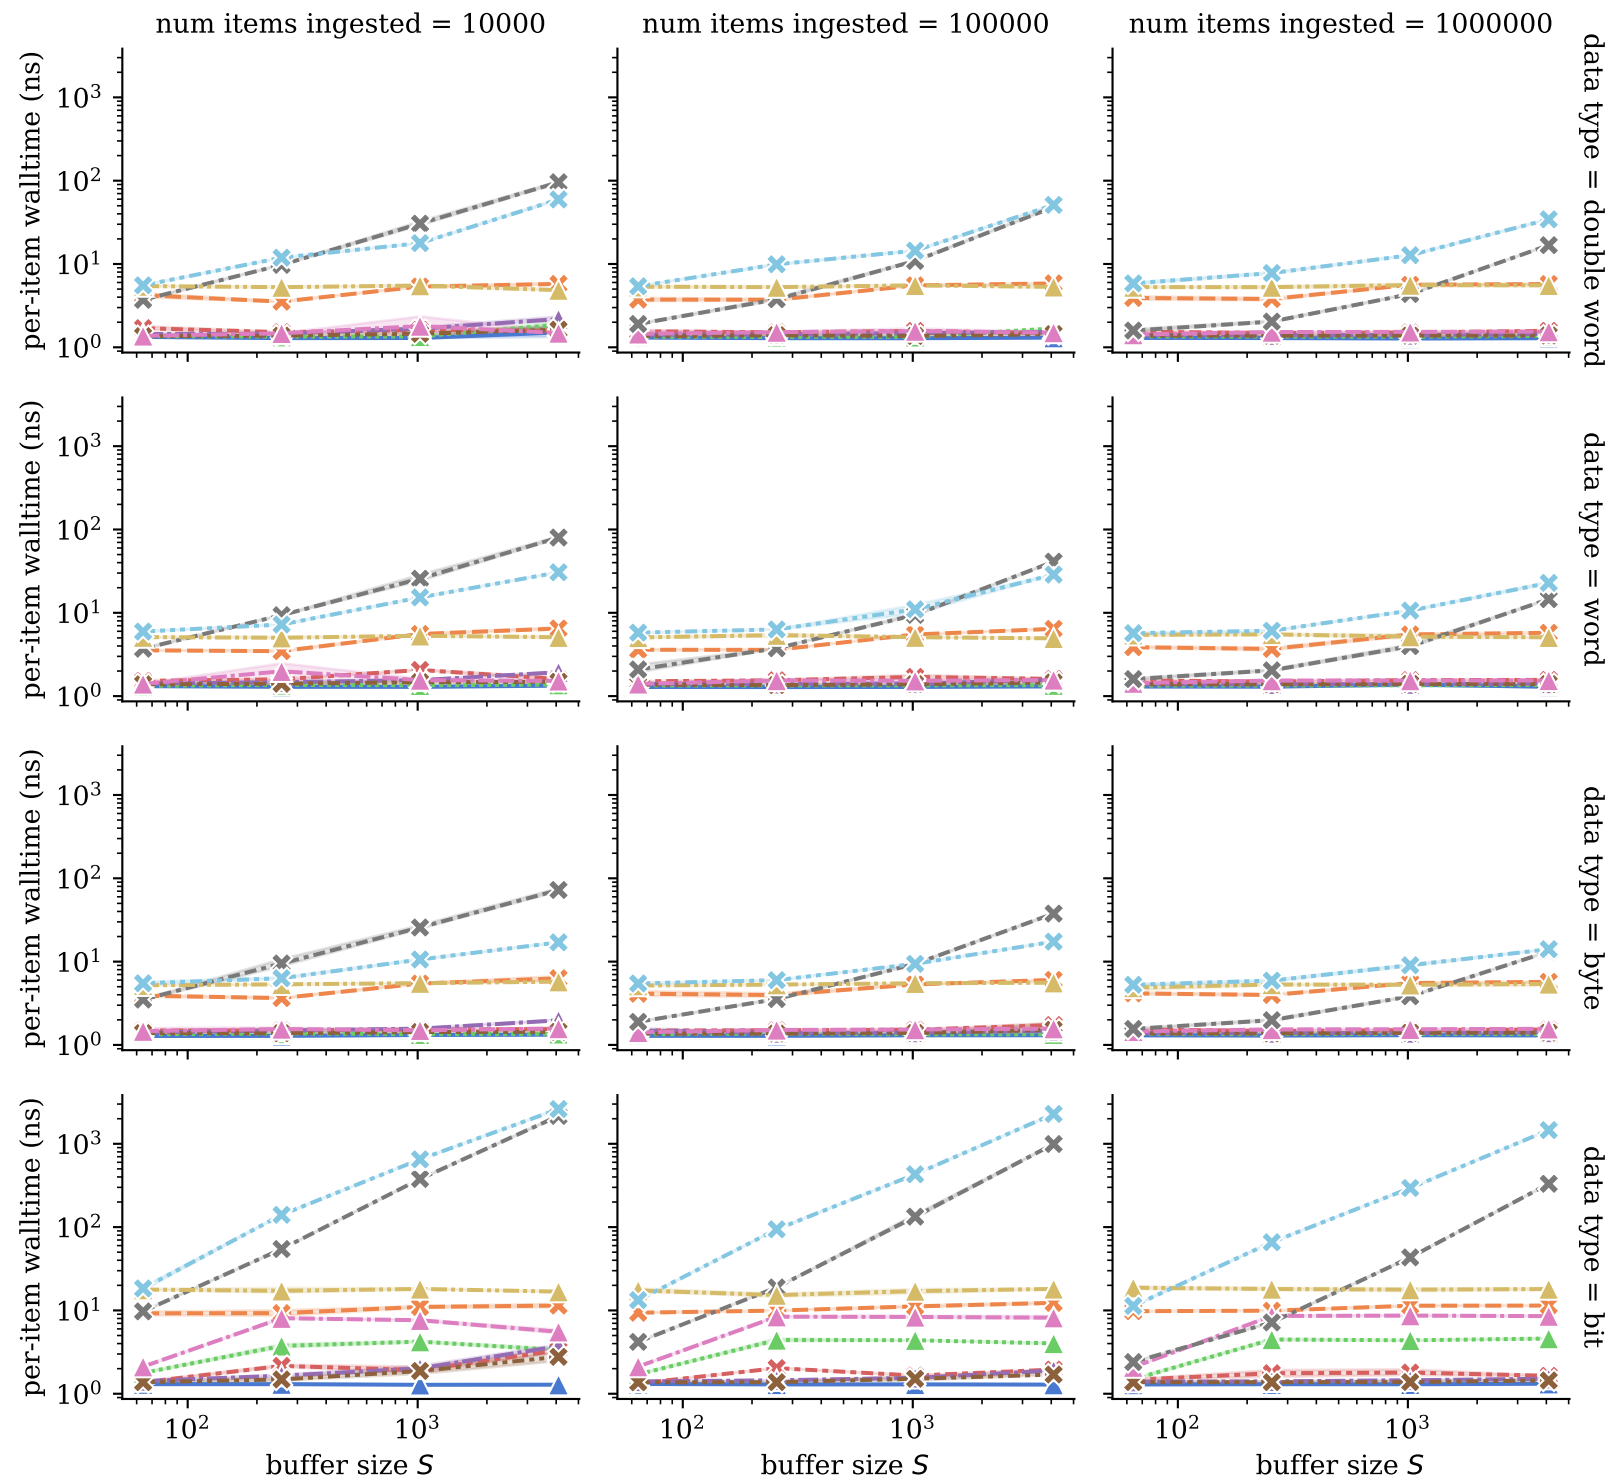 num items ingested = 10000
num items ingested = 100000
num items ingested = 1000000
per-item walltime (ns)
10³
10²
10¹
10⁰
data type = double word
per-item walltime (ns)
10³
10²
10¹
10⁰
data type = word
per-item walltime (ns)
10³
10²
10¹
10⁰
data type = byte
per-item walltime (ns)
10³
10²
10¹
10⁰
data type = bit
10² 10³
10² 10³
10² 10³
buffer size S
buffer size S
buffer size S